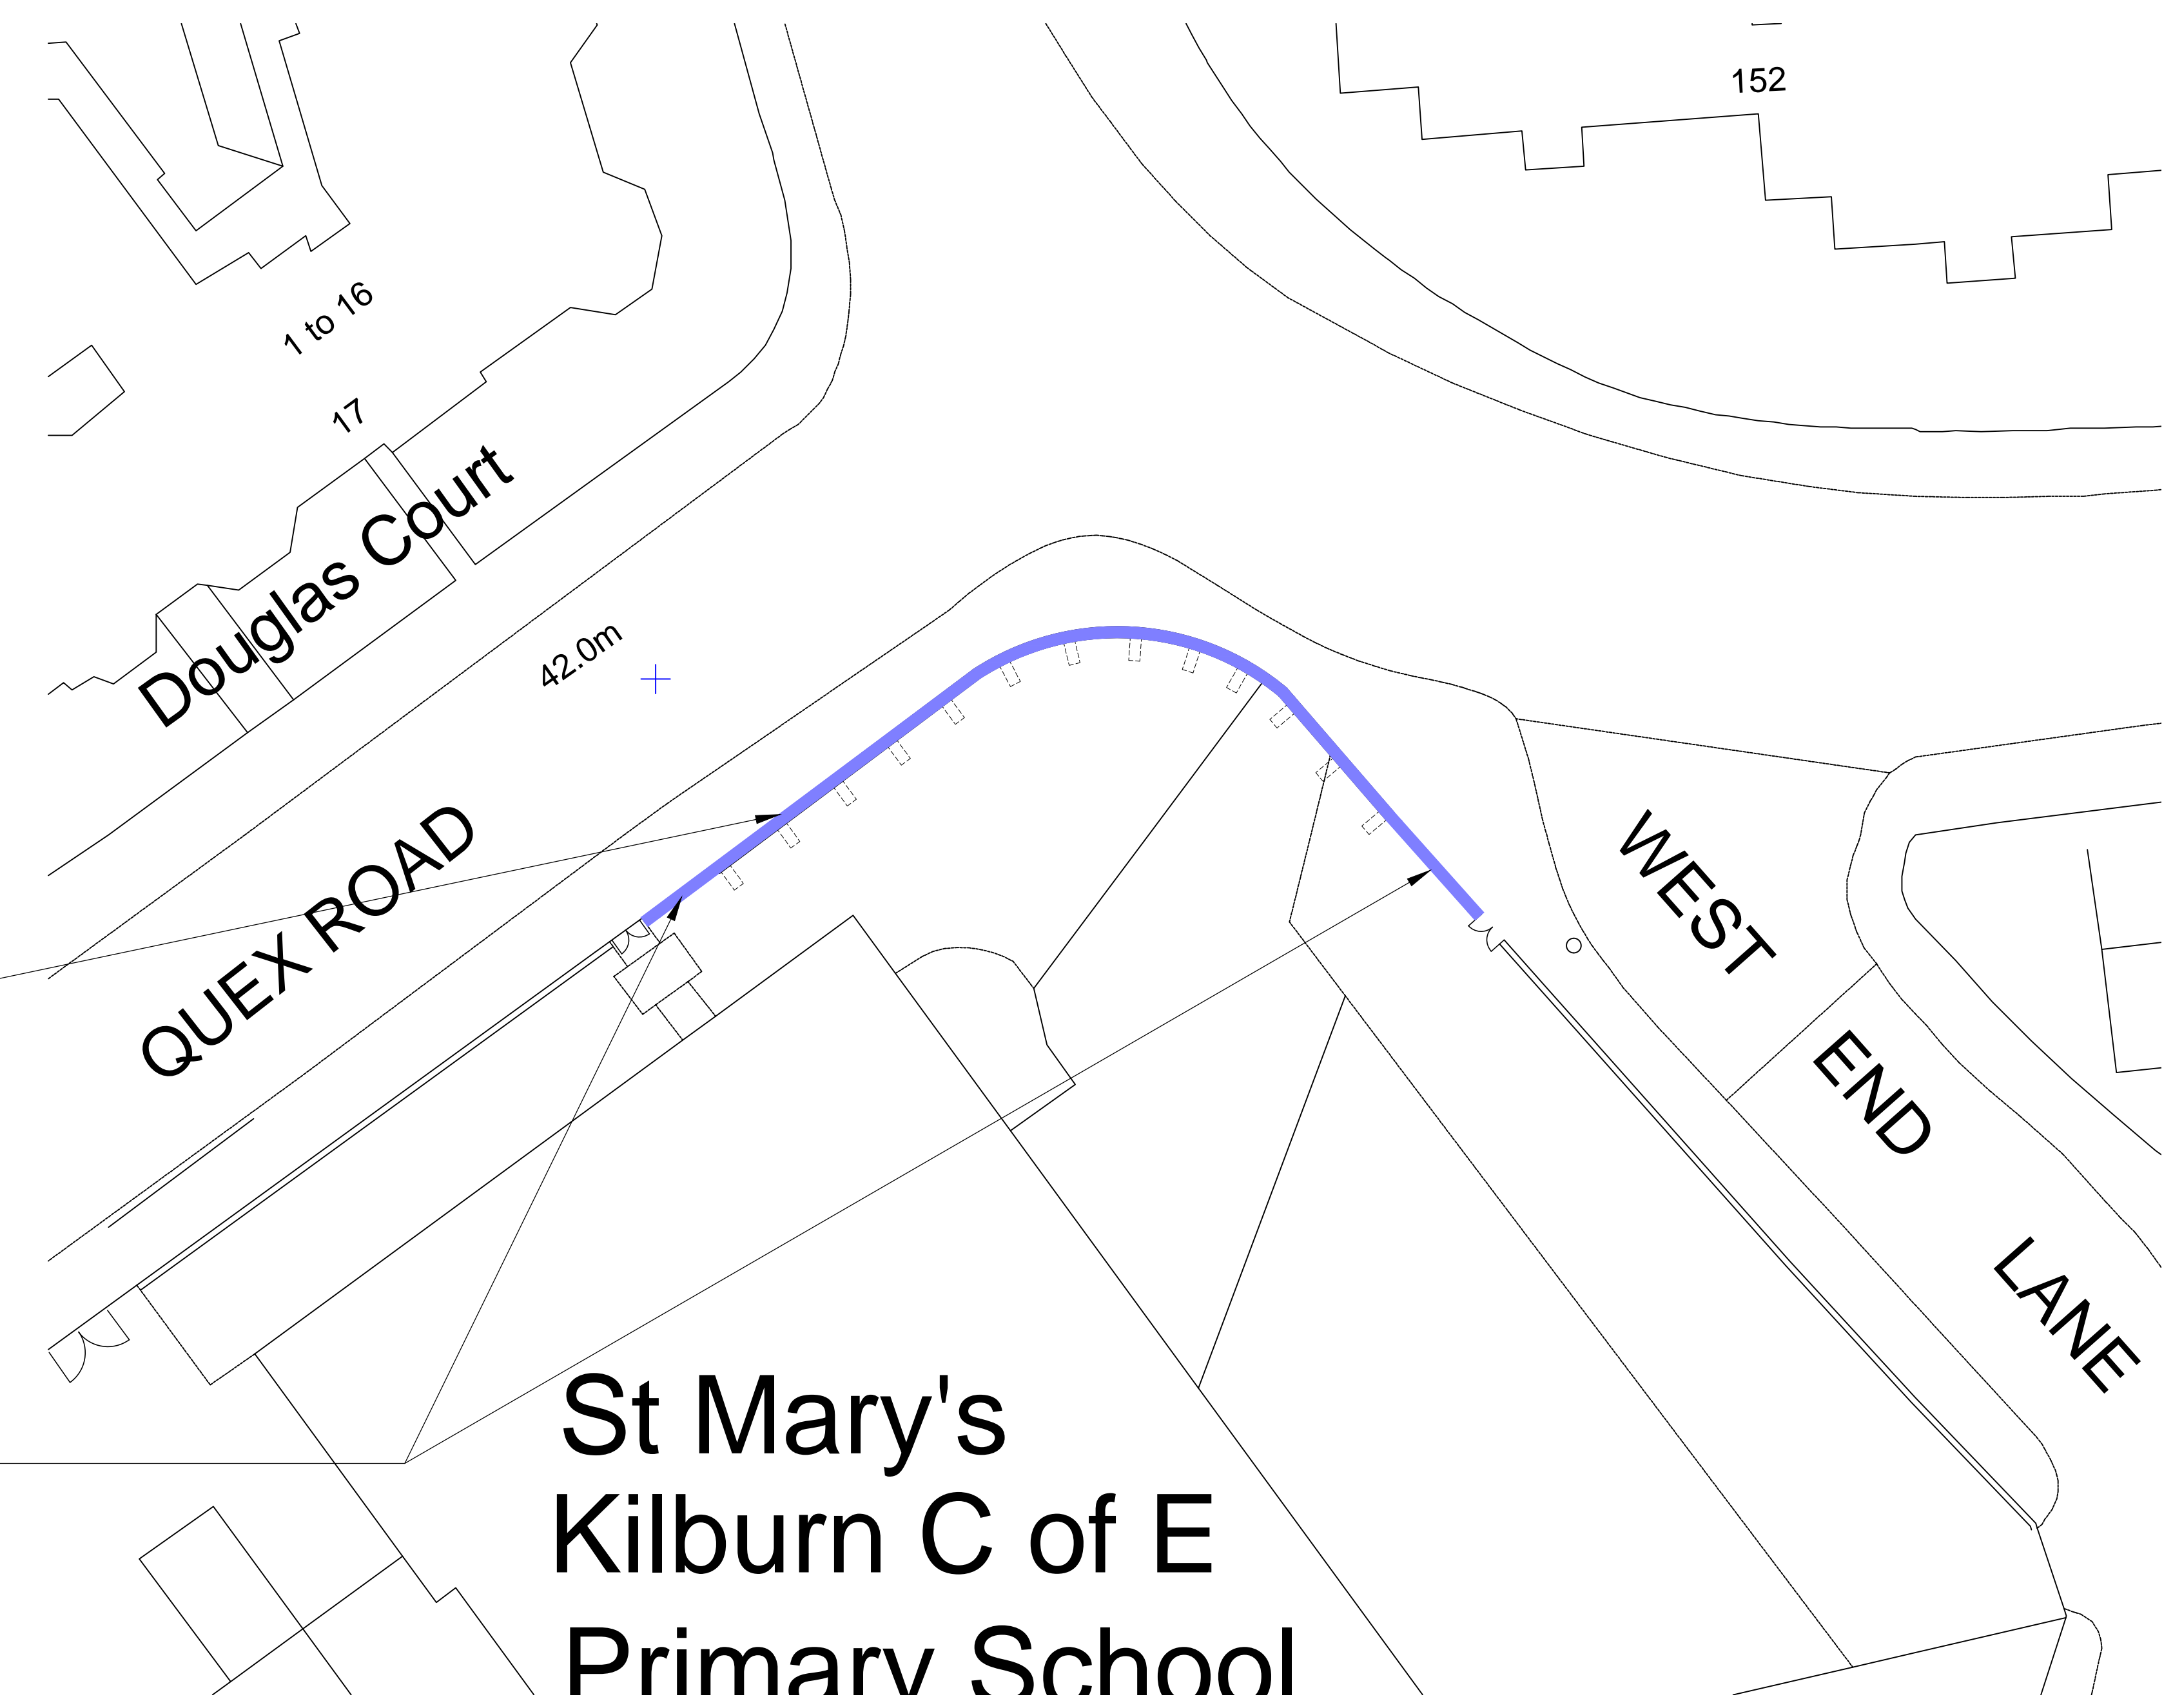 152
1 to 16
17
Douglas Court
42.0m
QUEX ROAD
WEST
END
LANE
St Mary's
Kilburn C of E
Primary School